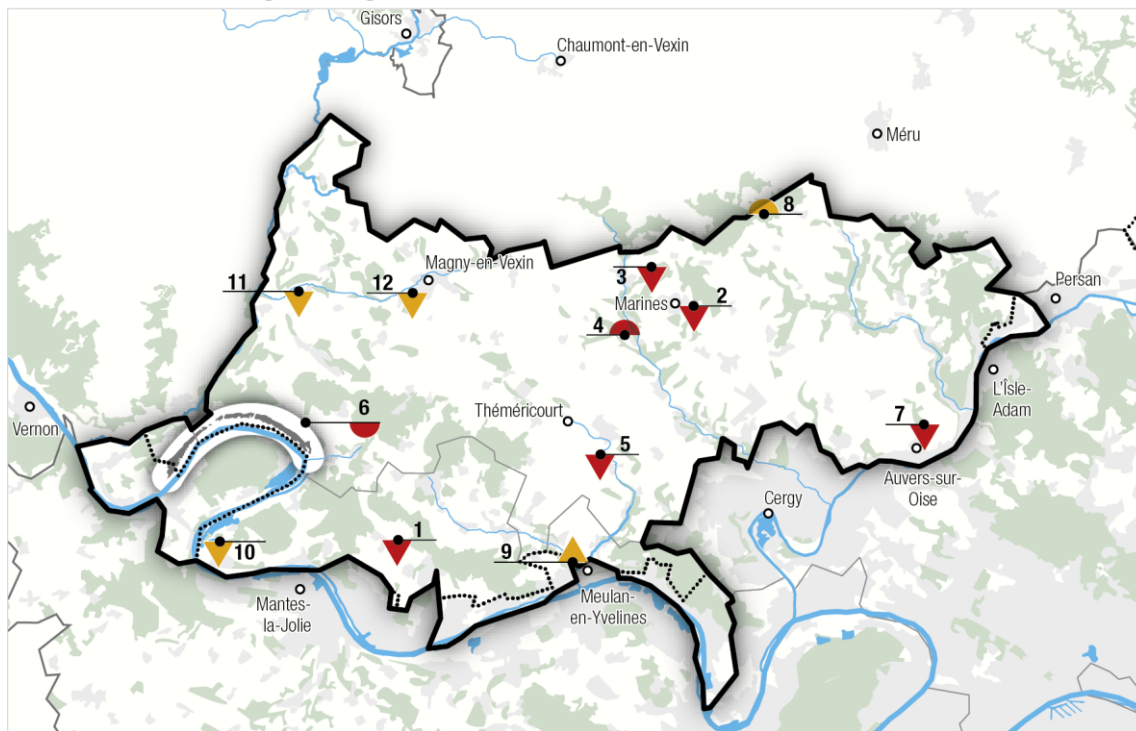 Gisors
Chaumont-en-Vexin
Méru
8
Magny-en-Vexin
3
11
12
Persan
Marines
2
4
L'Isle-
Adam
Vernon
6
Théméricourt
7
5
Auvers-sur-
Oise
Cergy
1
10
9
Mantes-
la-Jolie
Meulan-
en-Yvelines